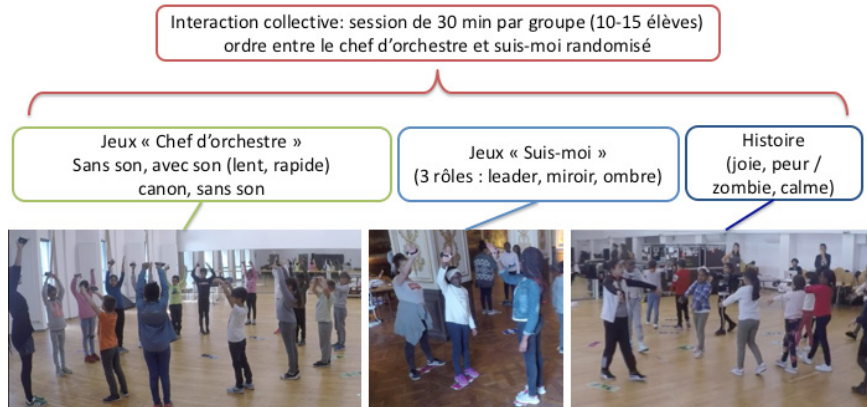 Interaction collective: session de 30 min par groupe (10-15 élèves)
ordre entre le chef d’orchestre et suis-moi randomisé
Jeux « Chef d’orchestre »
Sans son, avec son (lent, rapide)
canon, sans son
Jeux « Suis-moi »
(3 rôles : leader, miroir, ombre)
Histoire
(joie, peur /
zombie, calme)